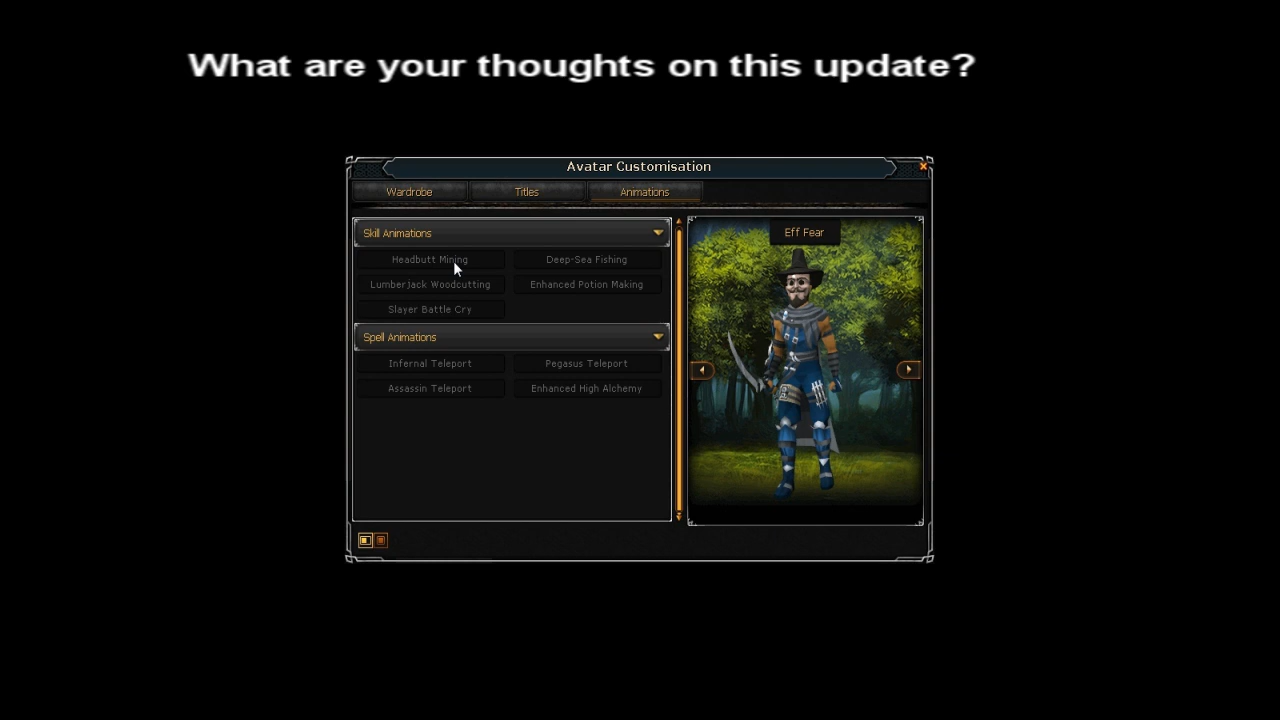 What are your thoughts on this update?
Avatar Customisation
Wardrobe Titles Animations
Skill Animations
Headbutt Mining Deep-Sea Fishing
Lumberjack Woodcutting Enhanced Potion Making
Slayer Battle Cry
Spell Animations
Infernal Teleport Pegasus Teleport
Assassin Teleport Enhanced High Alchemy
Eff Fear